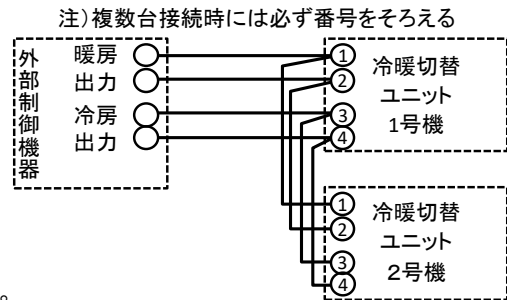 注）複数台接続時には必ず番号をそろえる
外部制御機器
暖房
出力
冷房
出力
①
②
③
④
冷暖切替
ユニット
1号機
①
②
③
④
冷暖切替
ユニット
２号機
。